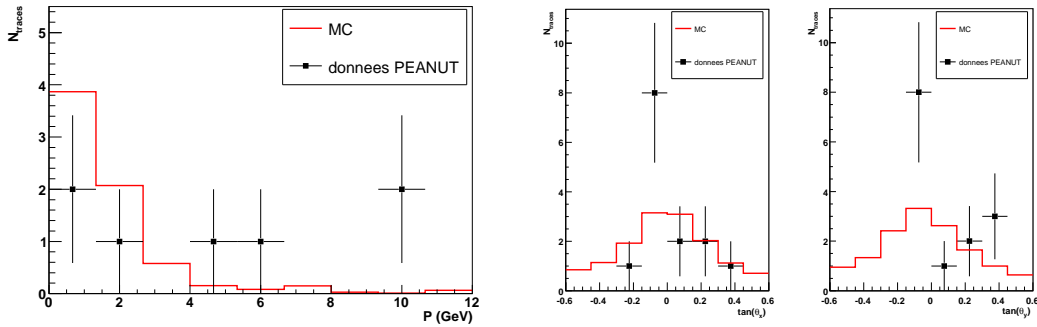 N_traces
5
4
3
2
1
0
0 2 4 6 8 10 12
P (GeV)
MC
donnees PEANUT
N_traces
10
8
6
4
2
0
-0.6 -0.4 -0.2 0 0.2 0.4 0.6
tan(θ_x)
MC
donnees PEANUT
N_traces
10
8
6
4
2
0
-0.6 -0.4 -0.2 0 0.2 0.4 0.6
tan(θ_y)
MC
donnees PEANUT